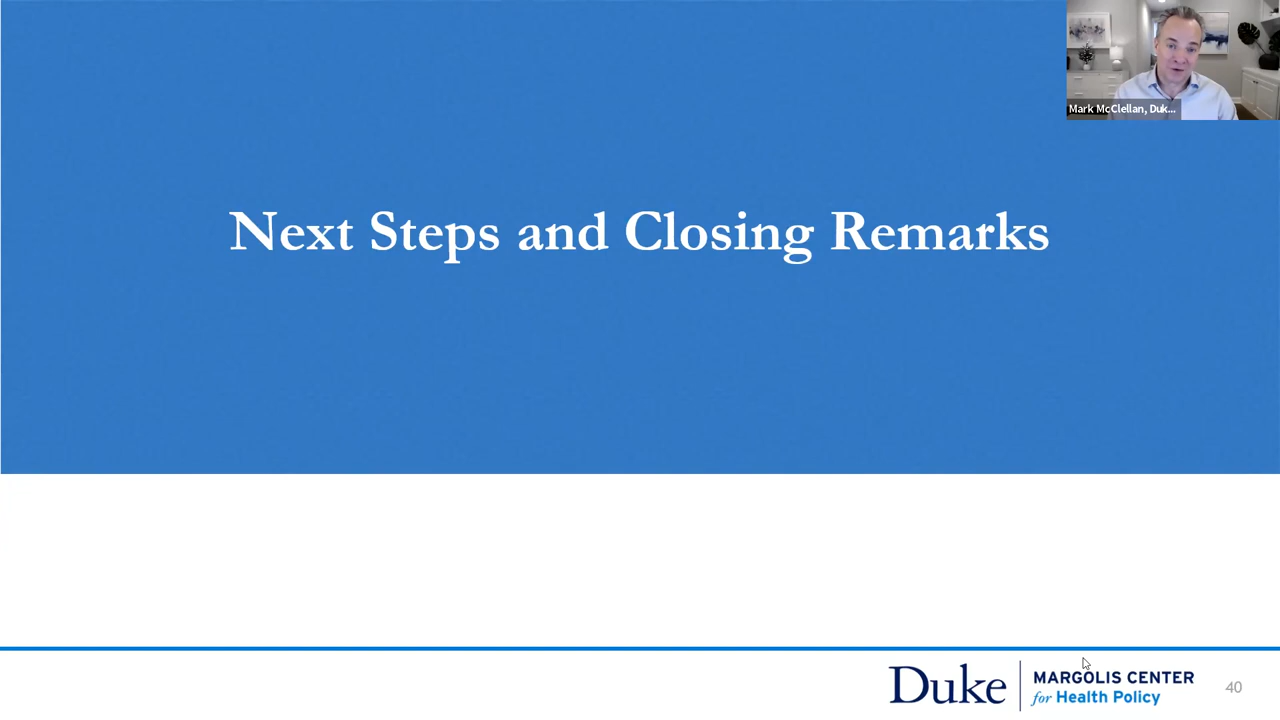 Mark McClellan, Duk...
Next Steps and Closing Remarks
Duke
MARGOLIS CENTER
for Health Policy
40